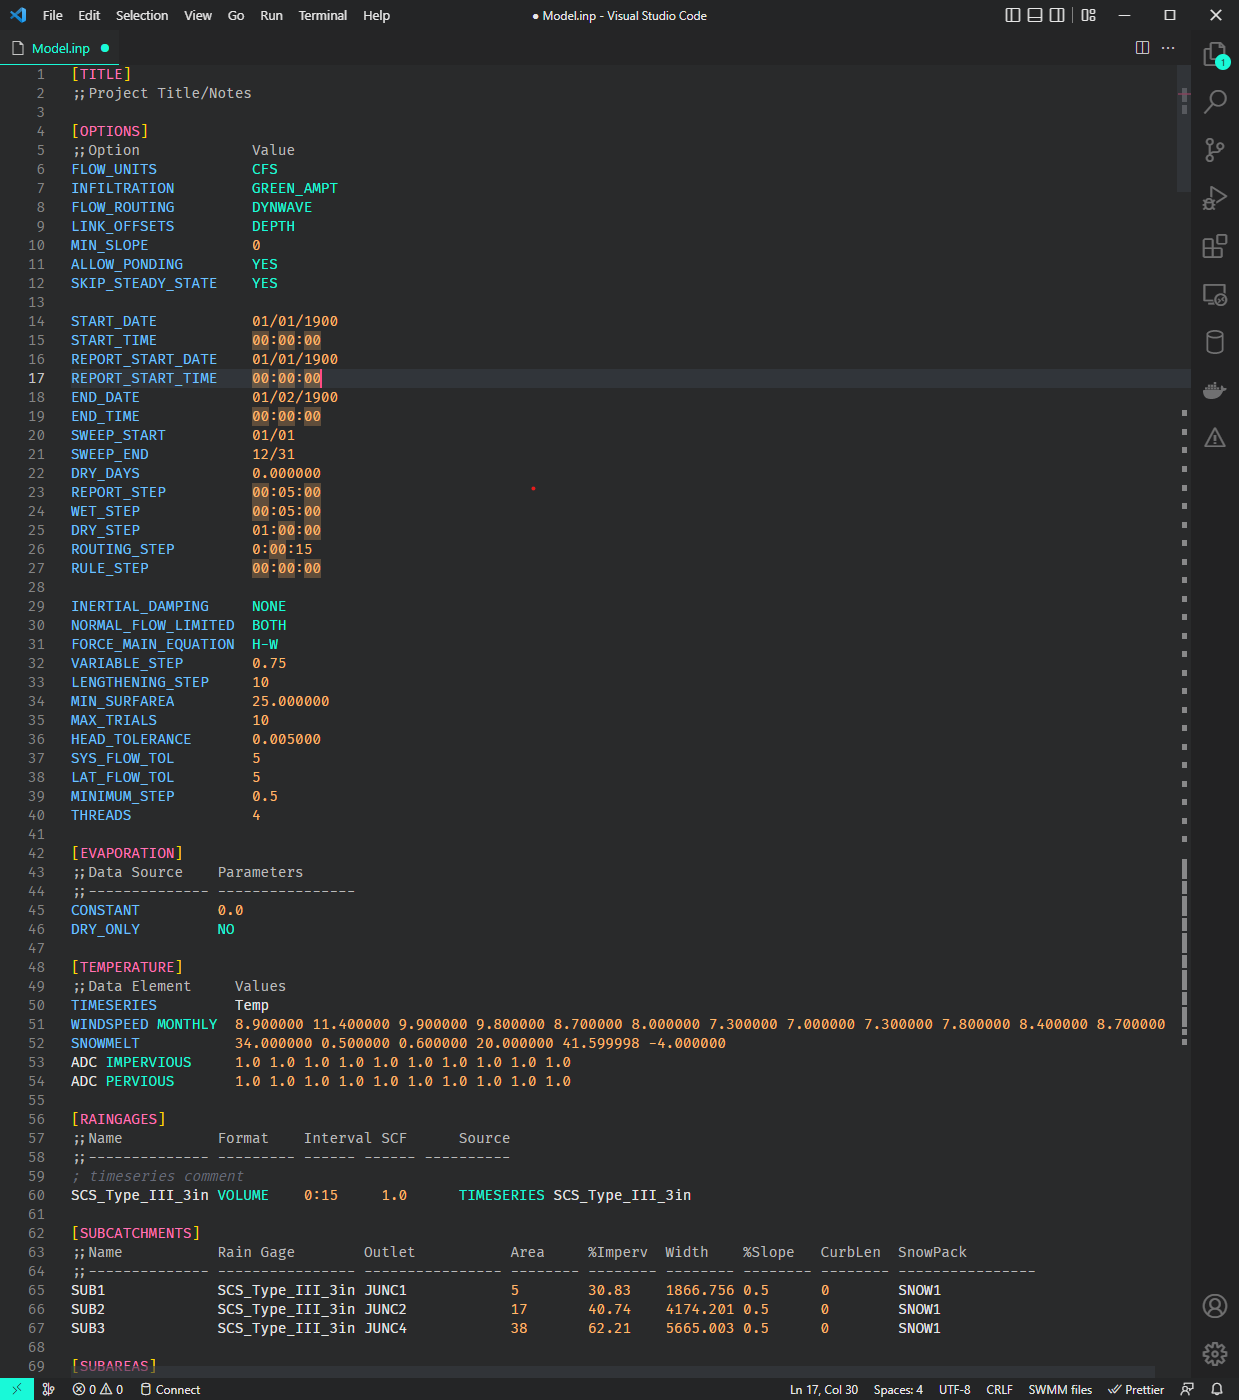 File Edit Selection View Go Run Terminal Help ● Model.inp - Visual Studio Code
Model.inp ●
1 [TITLE]
2 ;;Project Title/Notes
3
4 [OPTIONS]
5 ;;Option Value
6 FLOW_UNITS CFS
7 INFILTRATION GREEN_AMPT
8 FLOW_ROUTING DYNWAVE
9 LINK_OFFSETS DEPTH
10 MIN_SLOPE 0
11 ALLOW_PONDING YES
12 SKIP_STEADY_STATE YES
13
14 START_DATE 01/01/1900
15 START_TIME 00:00:00
16 REPORT_START_DATE 01/01/1900
17 REPORT_START_TIME 00:00:00
18 END_DATE 01/02/1900
19 END_TIME 00:00:00
20 SWEEP_START 01/01
21 SWEEP_END 12/31
22 DRY_DAYS 0.000000
23 REPORT_STEP 00:05:00
24 WET_STEP 00:05:00
25 DRY_STEP 01:00:00
26 ROUTING_STEP 0:00:15
27 RULE_STEP 00:00:00
28
29 INERTIAL_DAMPING NONE
30 NORMAL_FLOW_LIMITED BOTH
31 FORCE_MAIN_EQUATION H-W
32 VARIABLE_STEP 0.75
33 LENGTHENING_STEP 10
34 MIN_SURFAREA 25.000000
35 MAX_TRIALS 10
36 HEAD_TOLERANCE 0.005000
37 SYS_FLOW_TOL 5
38 LAT_FLOW_TOL 5
39 MINIMUM_STEP 0.5
40 THREADS 4
41
42 [EVAPORATION]
43 ;;Data Source Parameters
44 ;;-------------- ----------------
45 CONSTANT 0.0
46 DRY_ONLY NO
47
48 [TEMPERATURE]
49 ;;Data Element Values
50 TIMESERIES Temp
51 WINDSPEED MONTHLY 8.900000 11.400000 9.900000 9.800000 8.700000 8.000000 7.300000 7.000000 7.300000 7.800000 8.400000 8.700000
52 SNOWMELT 34.000000 0.500000 0.600000 20.000000 41.599998 -4.000000
53 ADC IMPERVIOUS 1.0 1.0 1.0 1.0 1.0 1.0 1.0 1.0 1.0 1.0
54 ADC PERVIOUS 1.0 1.0 1.0 1.0 1.0 1.0 1.0 1.0 1.0 1.0
55
56 [RAINGAGES]
57 ;;Name Format Interval SCF Source
58 ;;-------------- --------- ------ ------ ----------
59 ; timeseries comment
60 SCS_Type_III_3in VOLUME 0:15 1.0 TIMESERIES SCS_Type_III_3in
61
62 [SUBCATCHMENTS]
63 ;;Name Rain Gage Outlet Area %Imperv Width %Slope CurbLen SnowPack
64 ;;-------------- ---------------- ---------------- -------- -------- -------- -------- -------- ----------------
65 SUB1 SCS_Type_III_3in JUNC1 5 30.83 1866.756 0.5 0 SNOW1
66 SUB2 SCS_Type_III_3in JUNC2 17 40.74 4174.201 0.5 0 SNOW1
67 SUB3 SCS_Type_III_3in JUNC4 38 62.21 5665.003 0.5 0 SNOW1
68
69 [SUBAREAS]
1
0 0 Connect Ln 17, Col 30 Spaces: 4 UTF-8 CRLF SWMM files Prettier